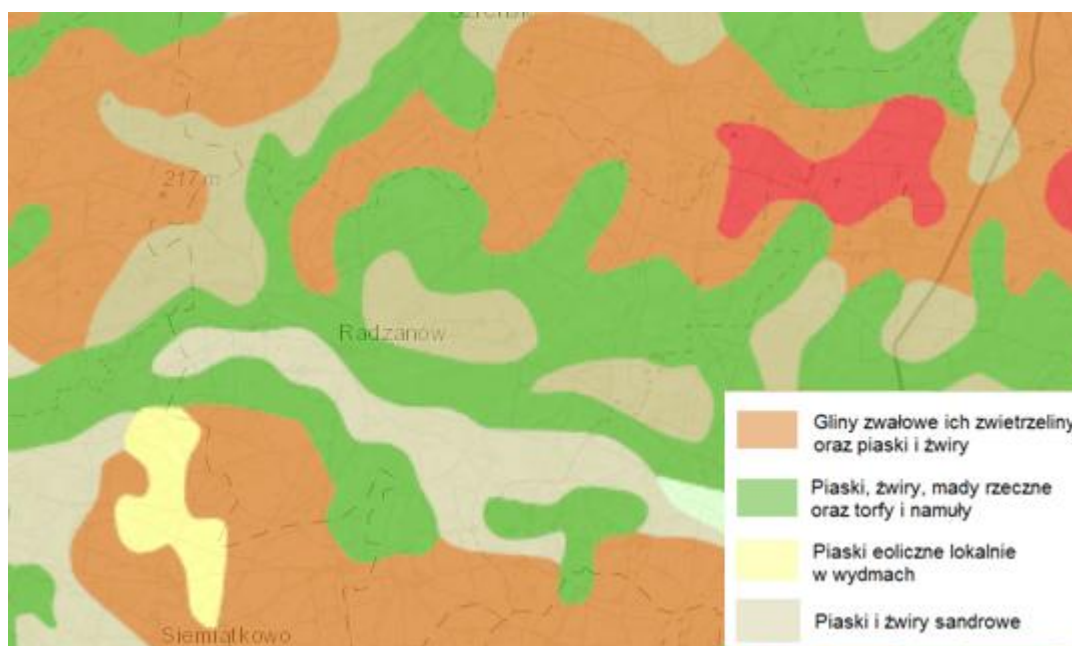 217 m
Radzanów
Gliny zwałowe ich zwietrzeliny
oraz piaski i żwiry
Piaski, żwiry, mady rzeczne
oraz torfy i namuły
Piaski eoliczne lokalnie
w wydmach
Piaski i żwiry sandrowe
Siemiątkowo